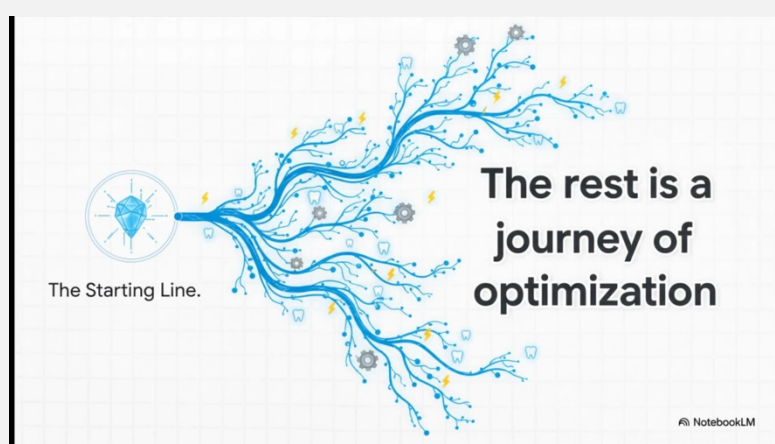 The Starting Line.
The rest is a
journey of
optimization
NotebookLM